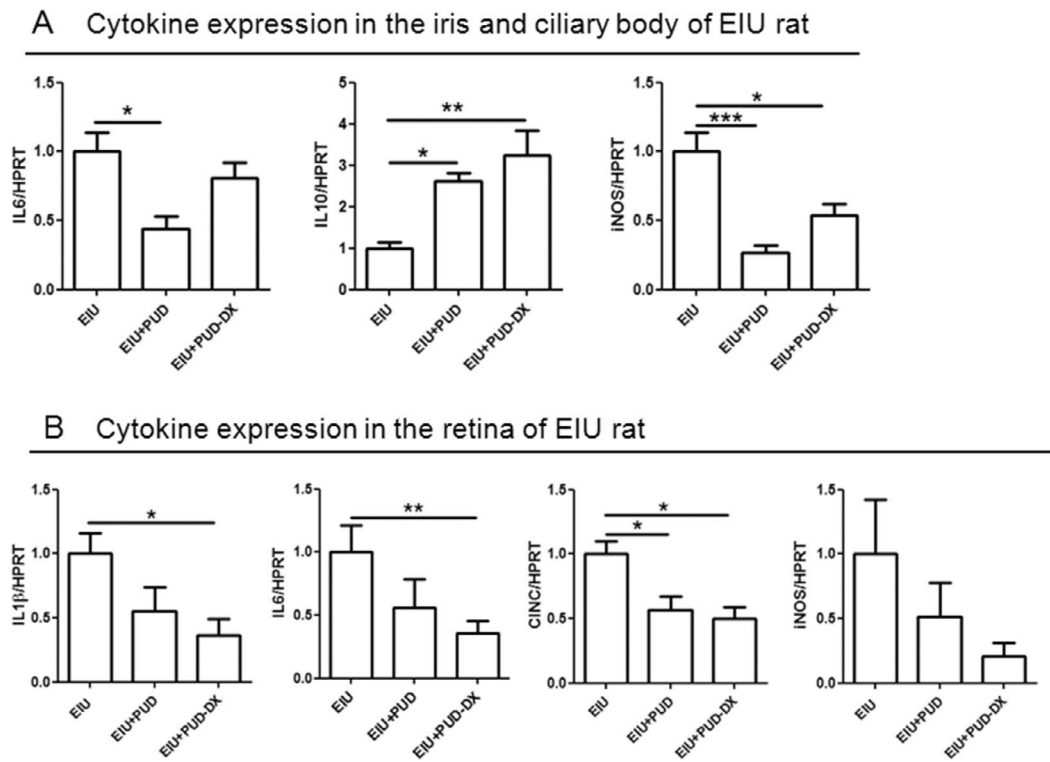 A Cytokine expression in the iris and ciliary body of EIU rat
IL6/HPRT
1.5
1.0
0.5
0.0
*
EIU
EIU+PUD
EIU+PUD-DX
IL10/HPRT
5
4
3
2
1
0
**
*
EIU
EIU+PUD
EIU+PUD-DX
iNOS/HPRT
1.5
1.0
0.5
0.0
*
***
EIU
EIU+PUD
EIU+PUD-DX
B Cytokine expression in the retina of EIU rat
IL1β/HPRT
1.5
1.0
0.5
0.0
*
EIU
EIU+PUD
EIU+PUD-DX
IL6/HPRT
1.5
1.0
0.5
0.0
**
EIU
EIU+PUD
EIU+PUD-DX
CINC/HPRT
1.5
1.0
0.5
0.0
*
*
EIU
EIU+PUD
EIU+PUD-DX
iNOS/HPRT
1.5
1.0
0.5
0.0
EIU
EIU+PUD
EIU+PUD-DX